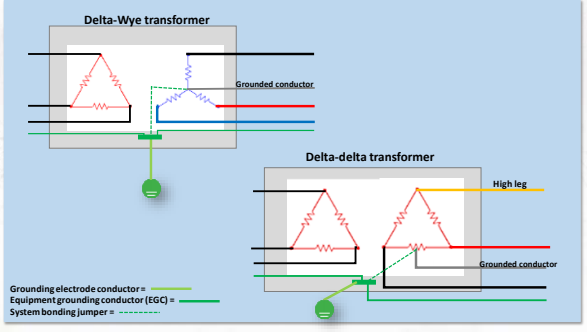 Delta-Wye transformer
Grounded conductor
Delta-delta transformer
High leg
Grounded conductor
Grounding electrode conductor =
Equipment grounding conductor (EGC) =
System bonding jumper =